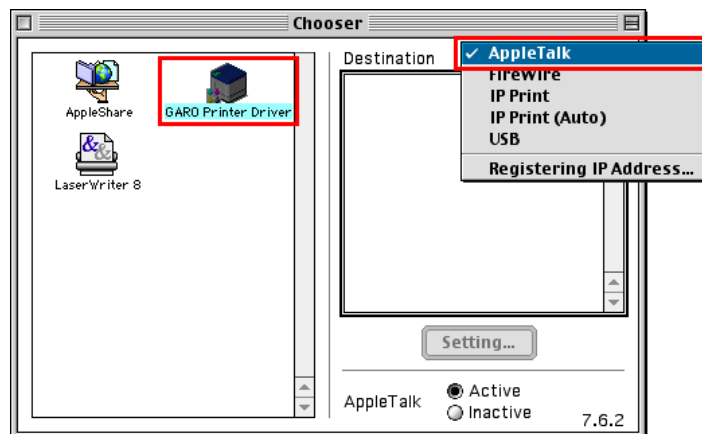 Chooser
AppleShare
GARO Printer Driver
LaserWriter 8
Destination
AppleTalk
FireWire
IP Print
IP Print (Auto)
USB
Registering IP Address...
Setting...
AppleTalk
Active
Inactive
7.6.2